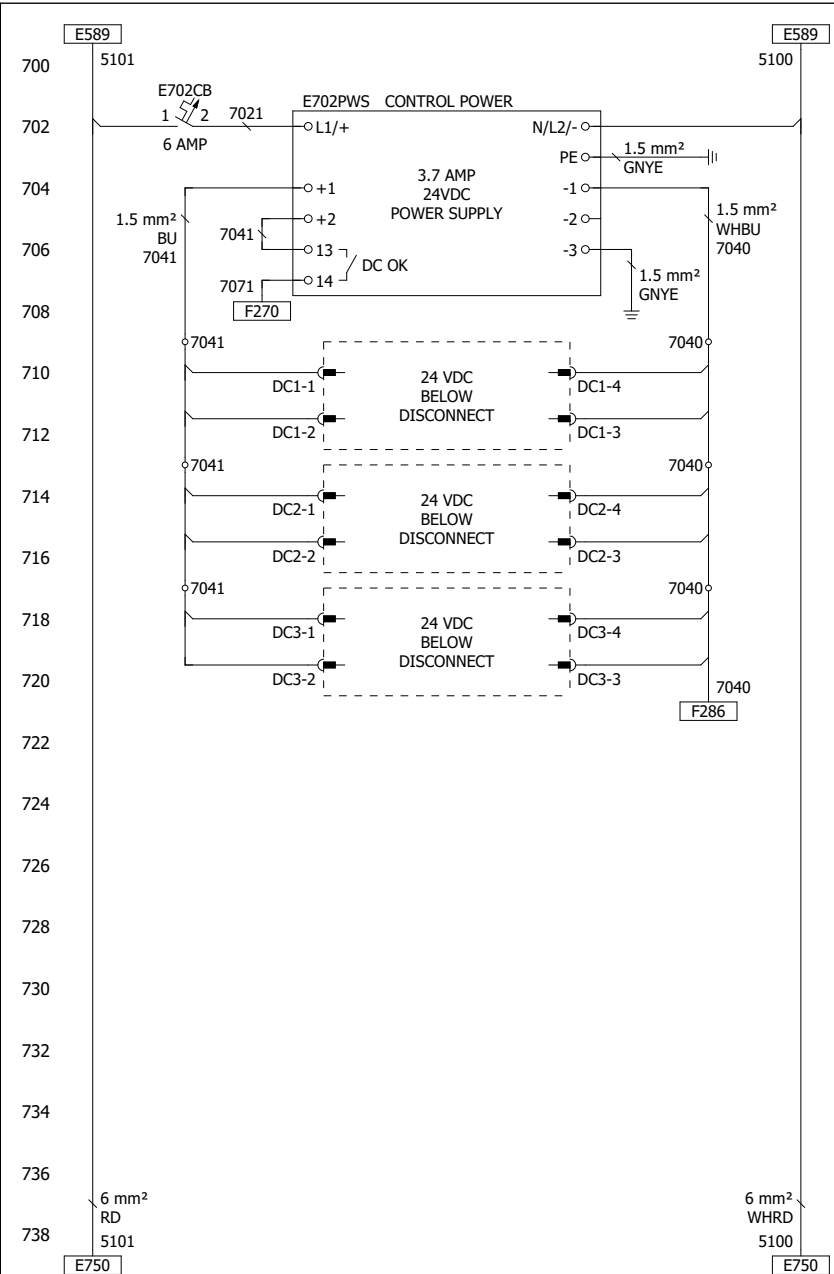 E589
E589
700
5101
5100
E702CB
E702PWS CONTROL POWER
1 2
7021
702
L1/+
N/L2/-
6 AMP
PE
1.5 mm²
GNYE
3.7 AMP
24VDC
POWER SUPPLY
704
+1
-1
1.5 mm²
BU
7041
+2
-2
1.5 mm²
WHBU
7040
7041
706
13
-3
DC OK
1.5 mm²
GNYE
7071
14
F270
708
7041
7040
710
24 VDC
BELOW
DISCONNECT
DC1-1
DC1-4
712
DC1-2
DC1-3
7041
7040
714
24 VDC
BELOW
DISCONNECT
DC2-1
DC2-4
716
DC2-2
DC2-3
7041
7040
718
24 VDC
BELOW
DISCONNECT
DC3-1
DC3-4
720
DC3-2
DC3-3
7040
F286
722
724
726
728
730
732
734
736
6 mm²
RD
5101
6 mm²
WHRD
5100
738
E750
E750